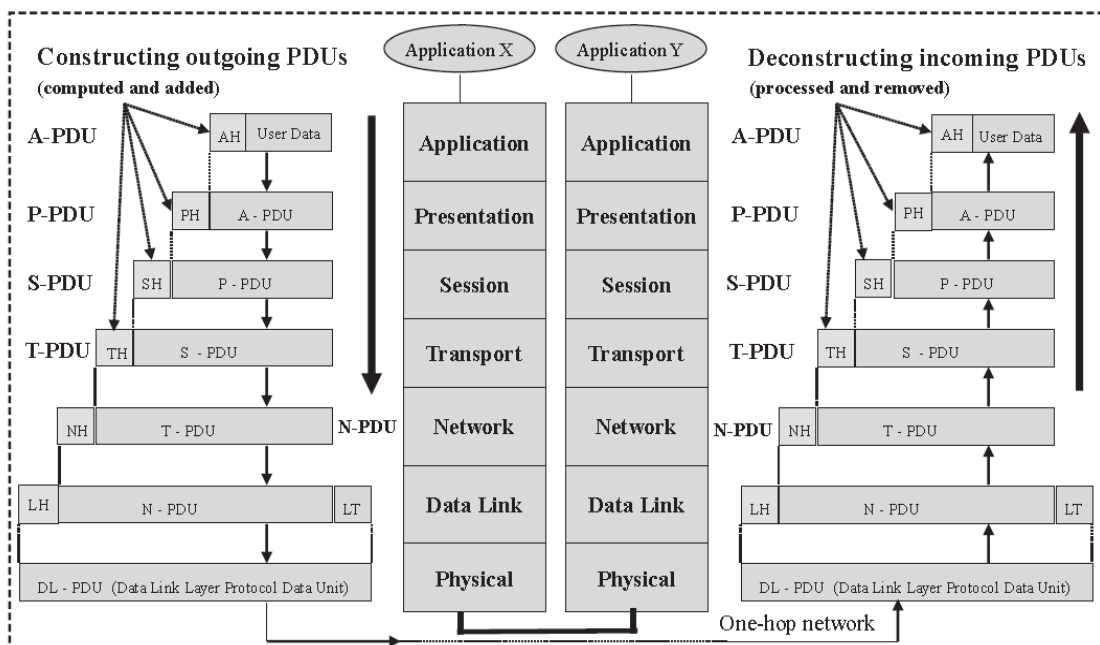 Constructing outgoing PDUs
(computed and added)
A-PDU
AH
User Data
P-PDU
PH
A - PDU
S-PDU
SH
P - PDU
T-PDU
TH
S - PDU
NH
T - PDU
N-PDU
LH
N - PDU
LT
DL - PDU (Data Link Layer Protocol Data Unit)
Application X
Application
Presentation
Session
Transport
Network
Data Link
Physical
Application Y
Application
Presentation
Session
Transport
Network
Data Link
Physical
Deconstructing incoming PDUs
(processed and removed)
A-PDU
AH
User Data
P-PDU
PH
A - PDU
S-PDU
SH
P - PDU
T-PDU
TH
S - PDU
N-PDU
NH
T - PDU
LH
N - PDU
LT
DL - PDU (Data Link Layer Protocol Data Unit)
One-hop network